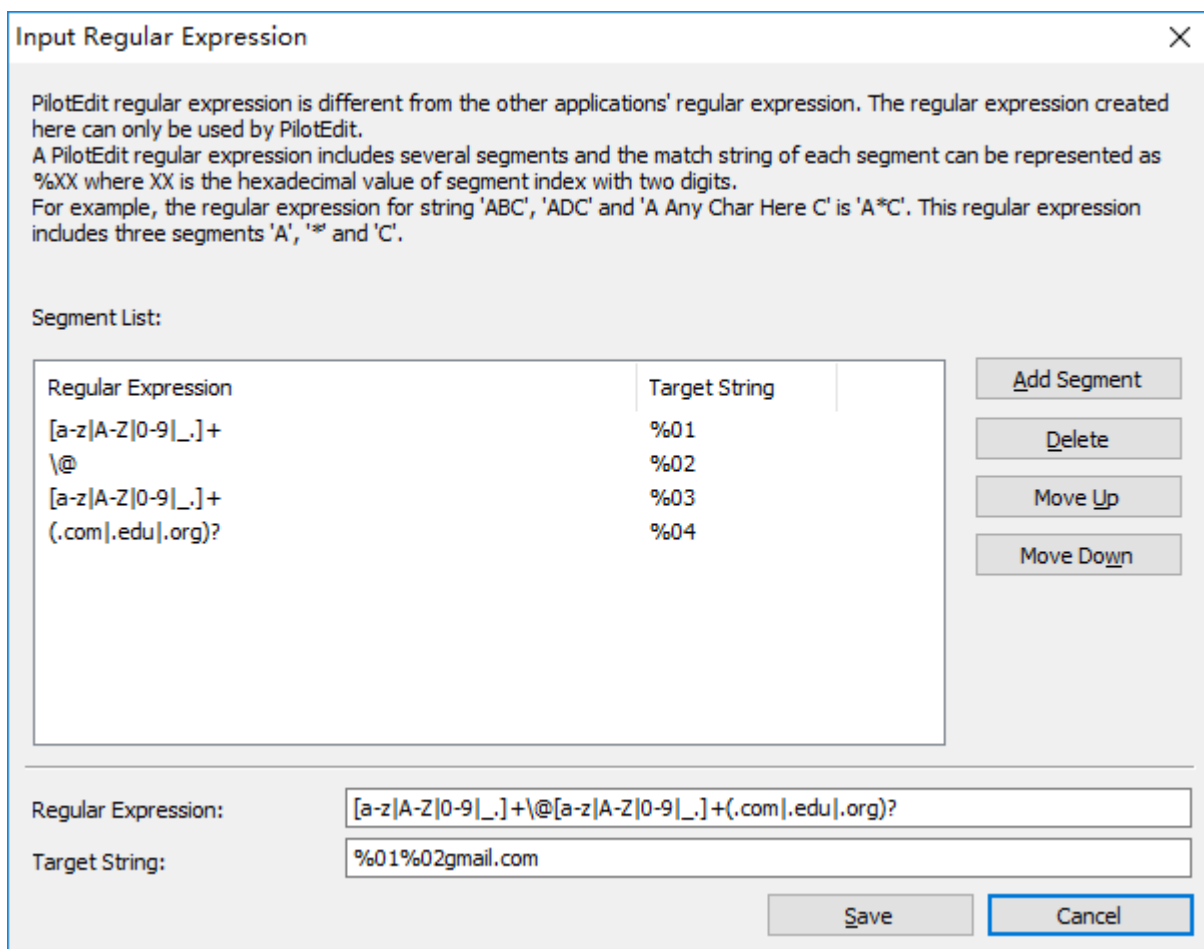 Input Regular Expression
PilotEdit regular expression is different from the other applications' regular expression. The regular expression created
here can only be used by PilotEdit.
A PilotEdit regular expression includes several segments and the match string of each segment can be represented as
%XX where XX is the hexadecimal value of segment index with two digits.
For example, the regular expression for string 'ABC', 'ADC' and 'A Any Char Here C' is 'A*C'. This regular expression
includes three segments 'A', '*' and 'C'.
Segment List:
Regular Expression Target String
[a-z|A-Z|0-9|_.]+ %01
\@ %02
[a-z|A-Z|0-9|_.]+ %03
(.com|.edu|.org)? %04
Add Segment
Delete
Move Up
Move Down
Regular Expression: [a-z|A-Z|0-9|_.]+\@[a-z|A-Z|0-9|_.]+(.com|.edu|.org)?
Target String: %01%02gmail.com
Save Cancel